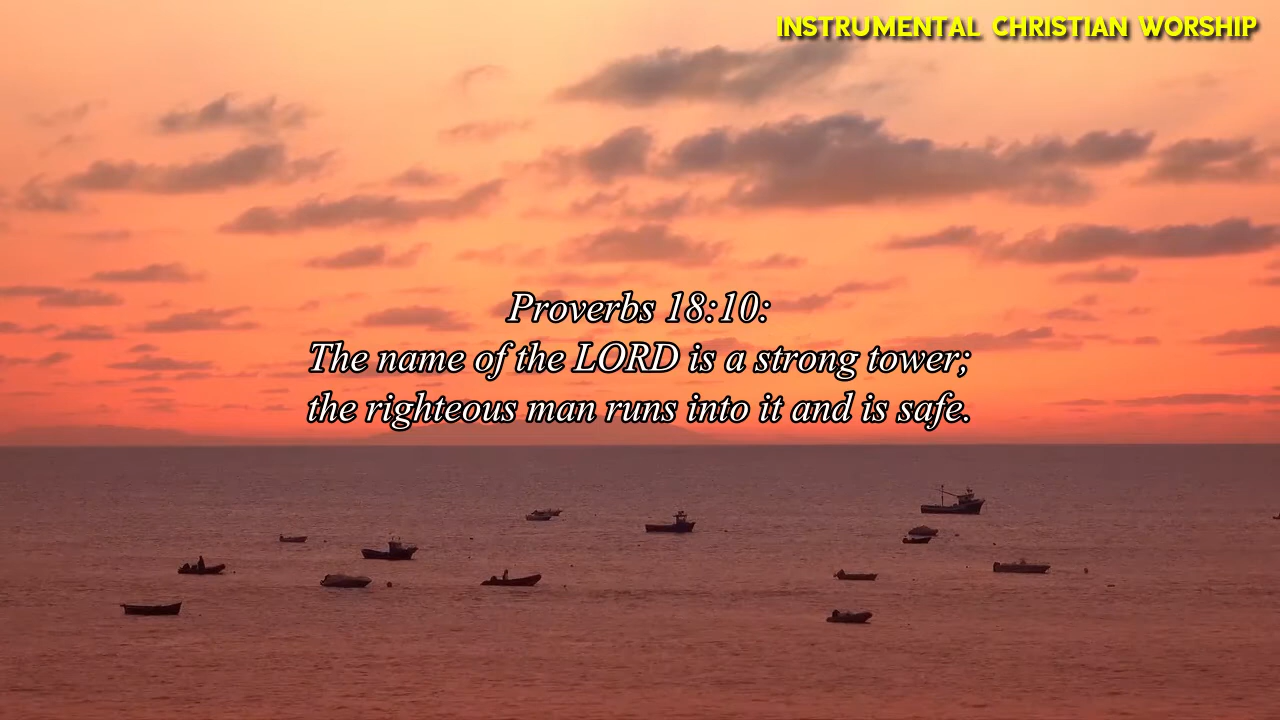 INSTRUMENTAL CHRISTIAN WORSHIP
Proverbs 18:10:
The name of the LORD is a strong tower;
the righteous man runs into it and is safe.